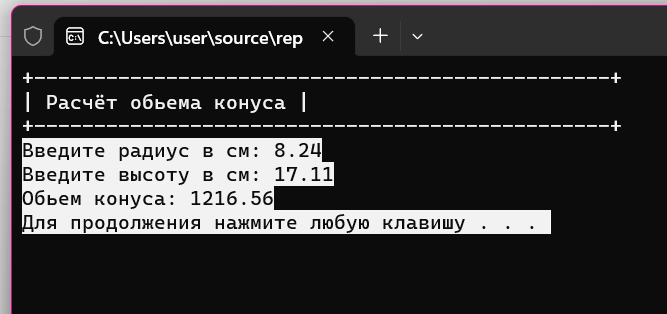 C:\Users\user\source\rep
+------------------------------------------------+
| Расчёт обьема конуса |
+------------------------------------------------+
Введите радиус в см: 8.24
Введите высоту в см: 17.11
Обьем конуса: 1216.56
Для продолжения нажмите любую клавишу . . .